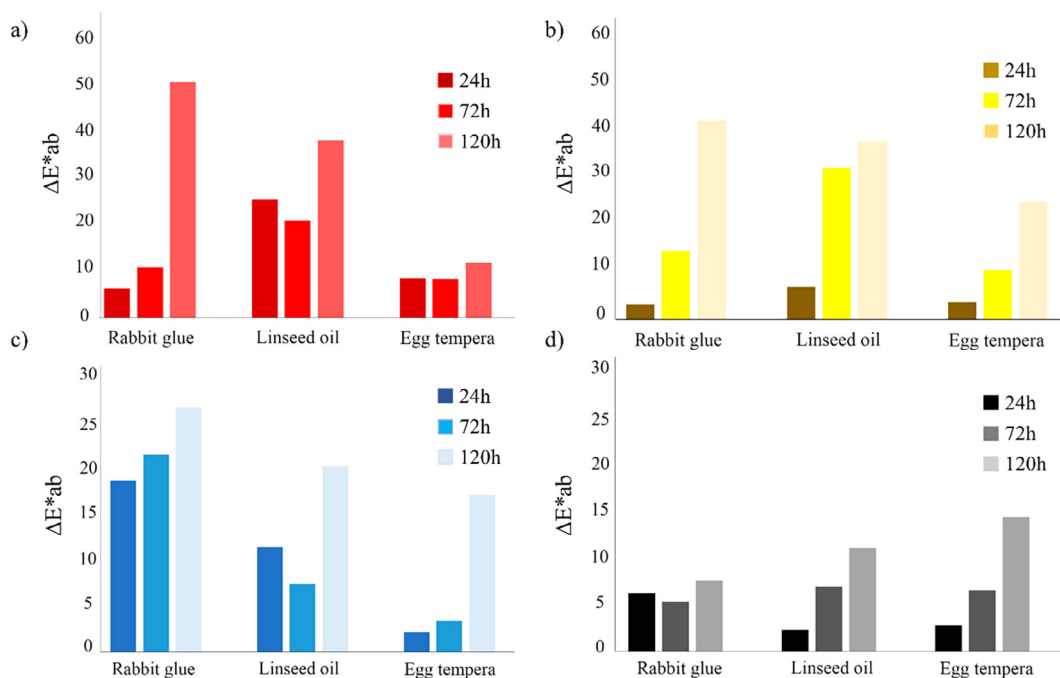 a)
60
50
40
30
20
10
0
ΔE*ab
24h
72h
120h
Rabbit glue Linseed oil Egg tempera
b)
60
50
40
30
20
10
0
ΔE*ab
24h
72h
120h
Rabbit glue Linseed oil Egg tempera
c)
30
25
20
15
10
5
0
ΔE*ab
24h
72h
120h
Rabbit glue Linseed oil Egg tempera
d)
30
25
20
15
10
5
0
ΔE*ab
24h
72h
120h
Rabbit glue Linseed oil Egg tempera